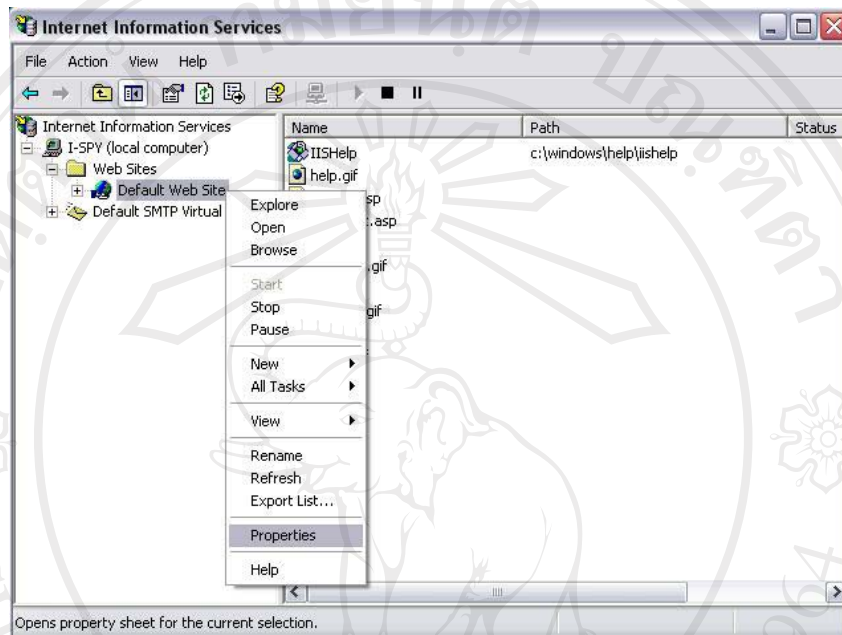 Internet Information Services
File Action View Help
Internet Information Services
I-SPY (local computer)
Web Sites
Default Web Site
Default SMTP Virtual
Name Path Status
IISHelp c:\windows\help\iishelp
help.gif
sp
.asp
.gif
gif
Explore
Open
Browse
Start
Stop
Pause
New
All Tasks
View
Rename
Refresh
Export List...
Properties
Help
Opens property sheet for the current selection.